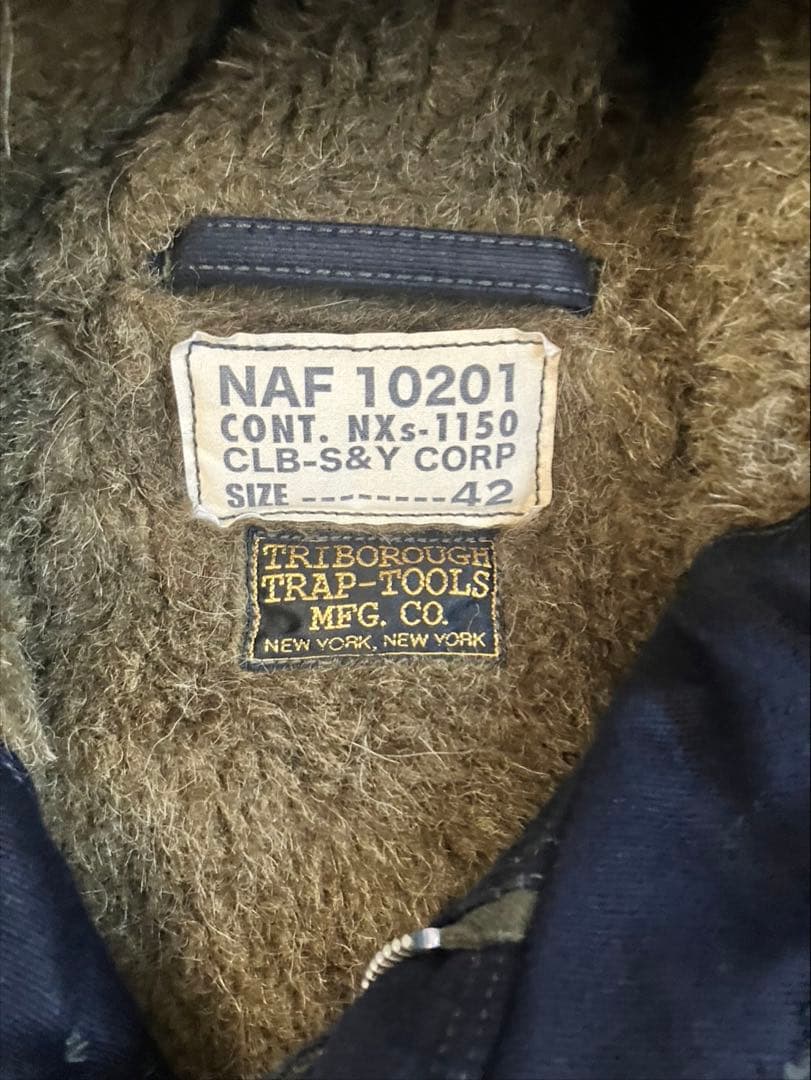 NAF 10201
CONT. NXs-1150
CLB-S&Y CORP
SIZE ---------42
TRIBOROUGH
TRAP-TOOLS
MFG. CO.
NEW YORK, NEW YORK